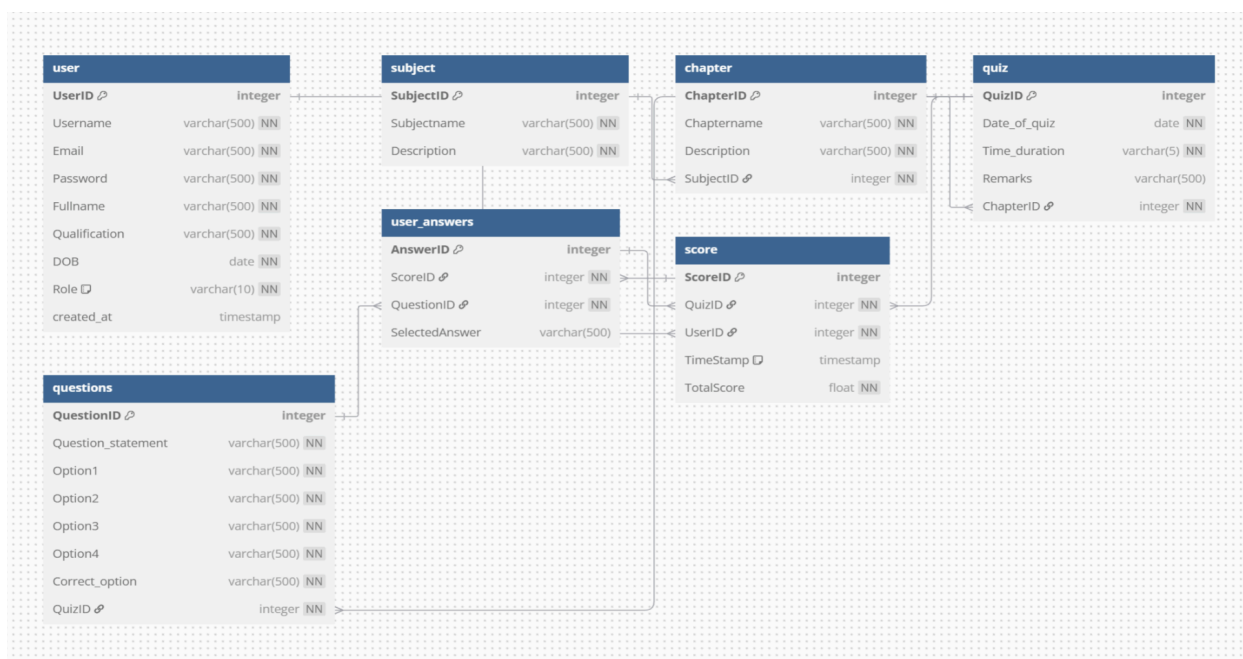 user
UserID integer
Username varchar(500) NN
Email varchar(500) NN
Password varchar(500) NN
Fullname varchar(500) NN
Qualification varchar(500) NN
DOB date NN
Role varchar(10) NN
created_at timestamp
subject
SubjectID integer
Subjectname varchar(500) NN
Description varchar(500) NN
chapter
ChapterID integer
Chaptername varchar(500) NN
Description varchar(500) NN
SubjectID integer NN
quiz
QuizID integer
Date_of_quiz date NN
Time_duration varchar(5) NN
Remarks varchar(500)
ChapterID integer NN
user_answers
AnswerID integer
ScoreID integer NN
QuestionID integer NN
SelectedAnswer varchar(500)
score
ScoreID integer
QuizID integer NN
UserID integer NN
TimeStamp timestamp
TotalScore float NN
questions
QuestionID integer
Question_statement varchar(500) NN
Option1 varchar(500) NN
Option2 varchar(500) NN
Option3 varchar(500) NN
Option4 varchar(500) NN
Correct_option varchar(500) NN
QuizID integer NN